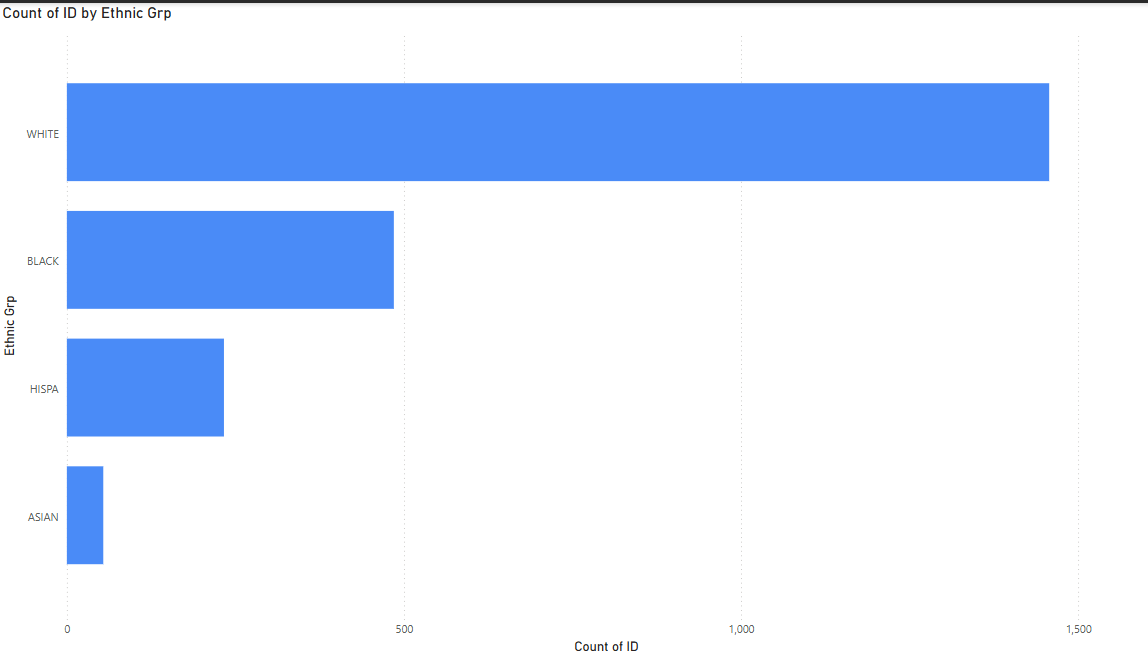 Count of ID by Ethnic Grp
Ethnic Grp
WHITE
BLACK
HISPA
ASIAN
0 500 1,000 1,500
Count of ID